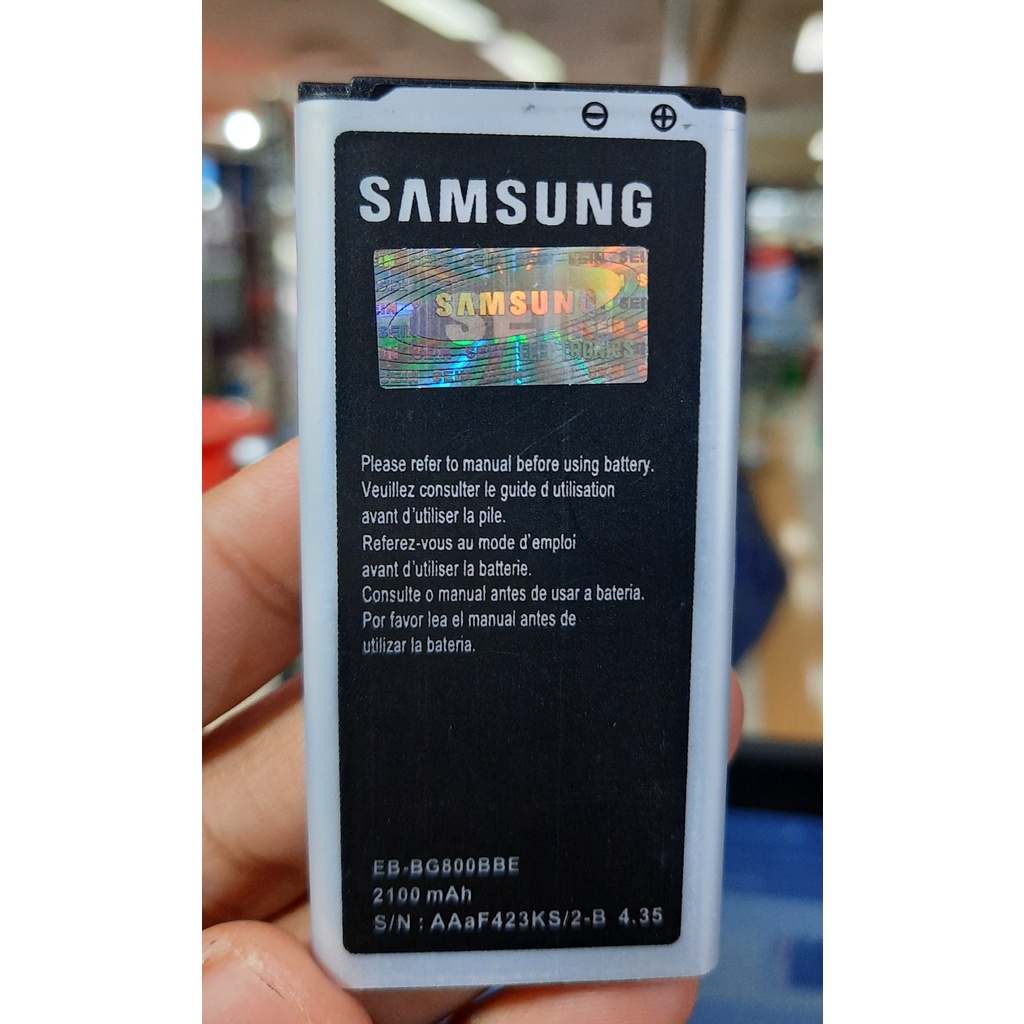 ⊖ ⊕
SAMSUNG
SAMSUNG
ELECTRONICS
Please refer to manual before using battery.
Veuillez consulter le guide d utilisation
avant d'utiliser la pile.
Referez-vous au mode d'emploi
avant d'utiliser la batterie.
Consulte o manual antes de usar a bateria.
Por favor lea el manual antes de
utilizar la bateria.
EB-BG800BBE
2100 mAh
S/N : AAaF423KS/2-B 4.35